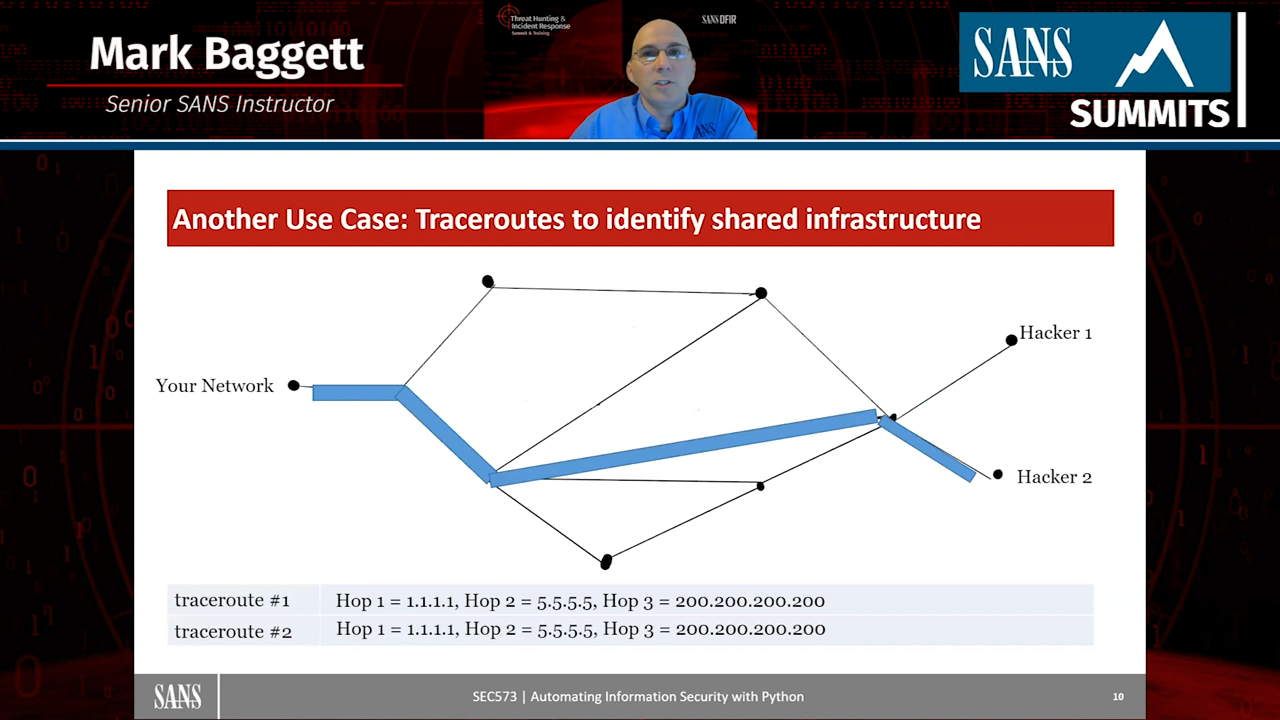 Mark Baggett
Senior SANS Instructor
Threat Hunting &
Incident Response
Summit & Training
SANS DFIR
SANS
SANS
SUMMITS
Another Use Case: Traceroutes to identify shared infrastructure
Hacker 1
Your Network
Hacker 2
traceroute #1 Hop 1 = 1.1.1.1, Hop 2 = 5.5.5.5, Hop 3 = 200.200.200.200
traceroute #2 Hop 1 = 1.1.1.1, Hop 2 = 5.5.5.5, Hop 3 = 200.200.200.200
SANS
SEC573 | Automating Information Security with Python
10